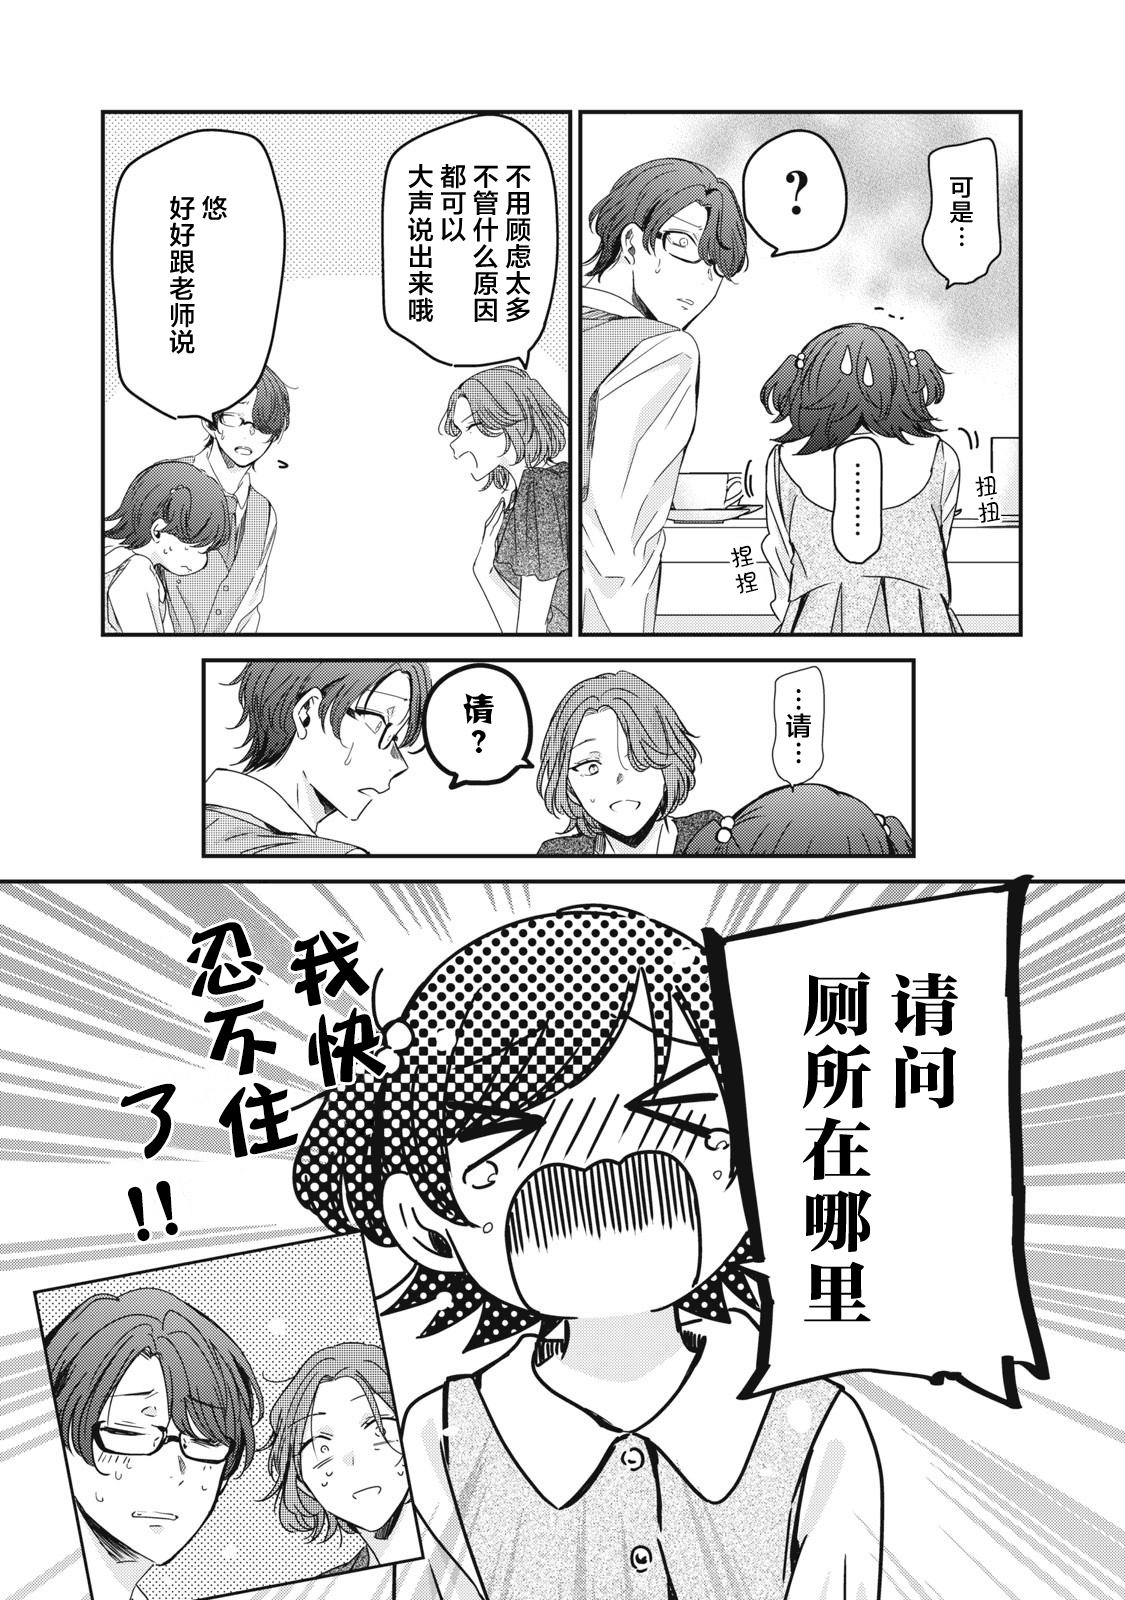 可是…
？
………
扭扭
捏捏
不用顾虑太多
不管什么原因
都可以
大声说出来哦
悠
好好跟老师说
…请…
请？
请问
厕所在哪里
我快
忍不住
了!!